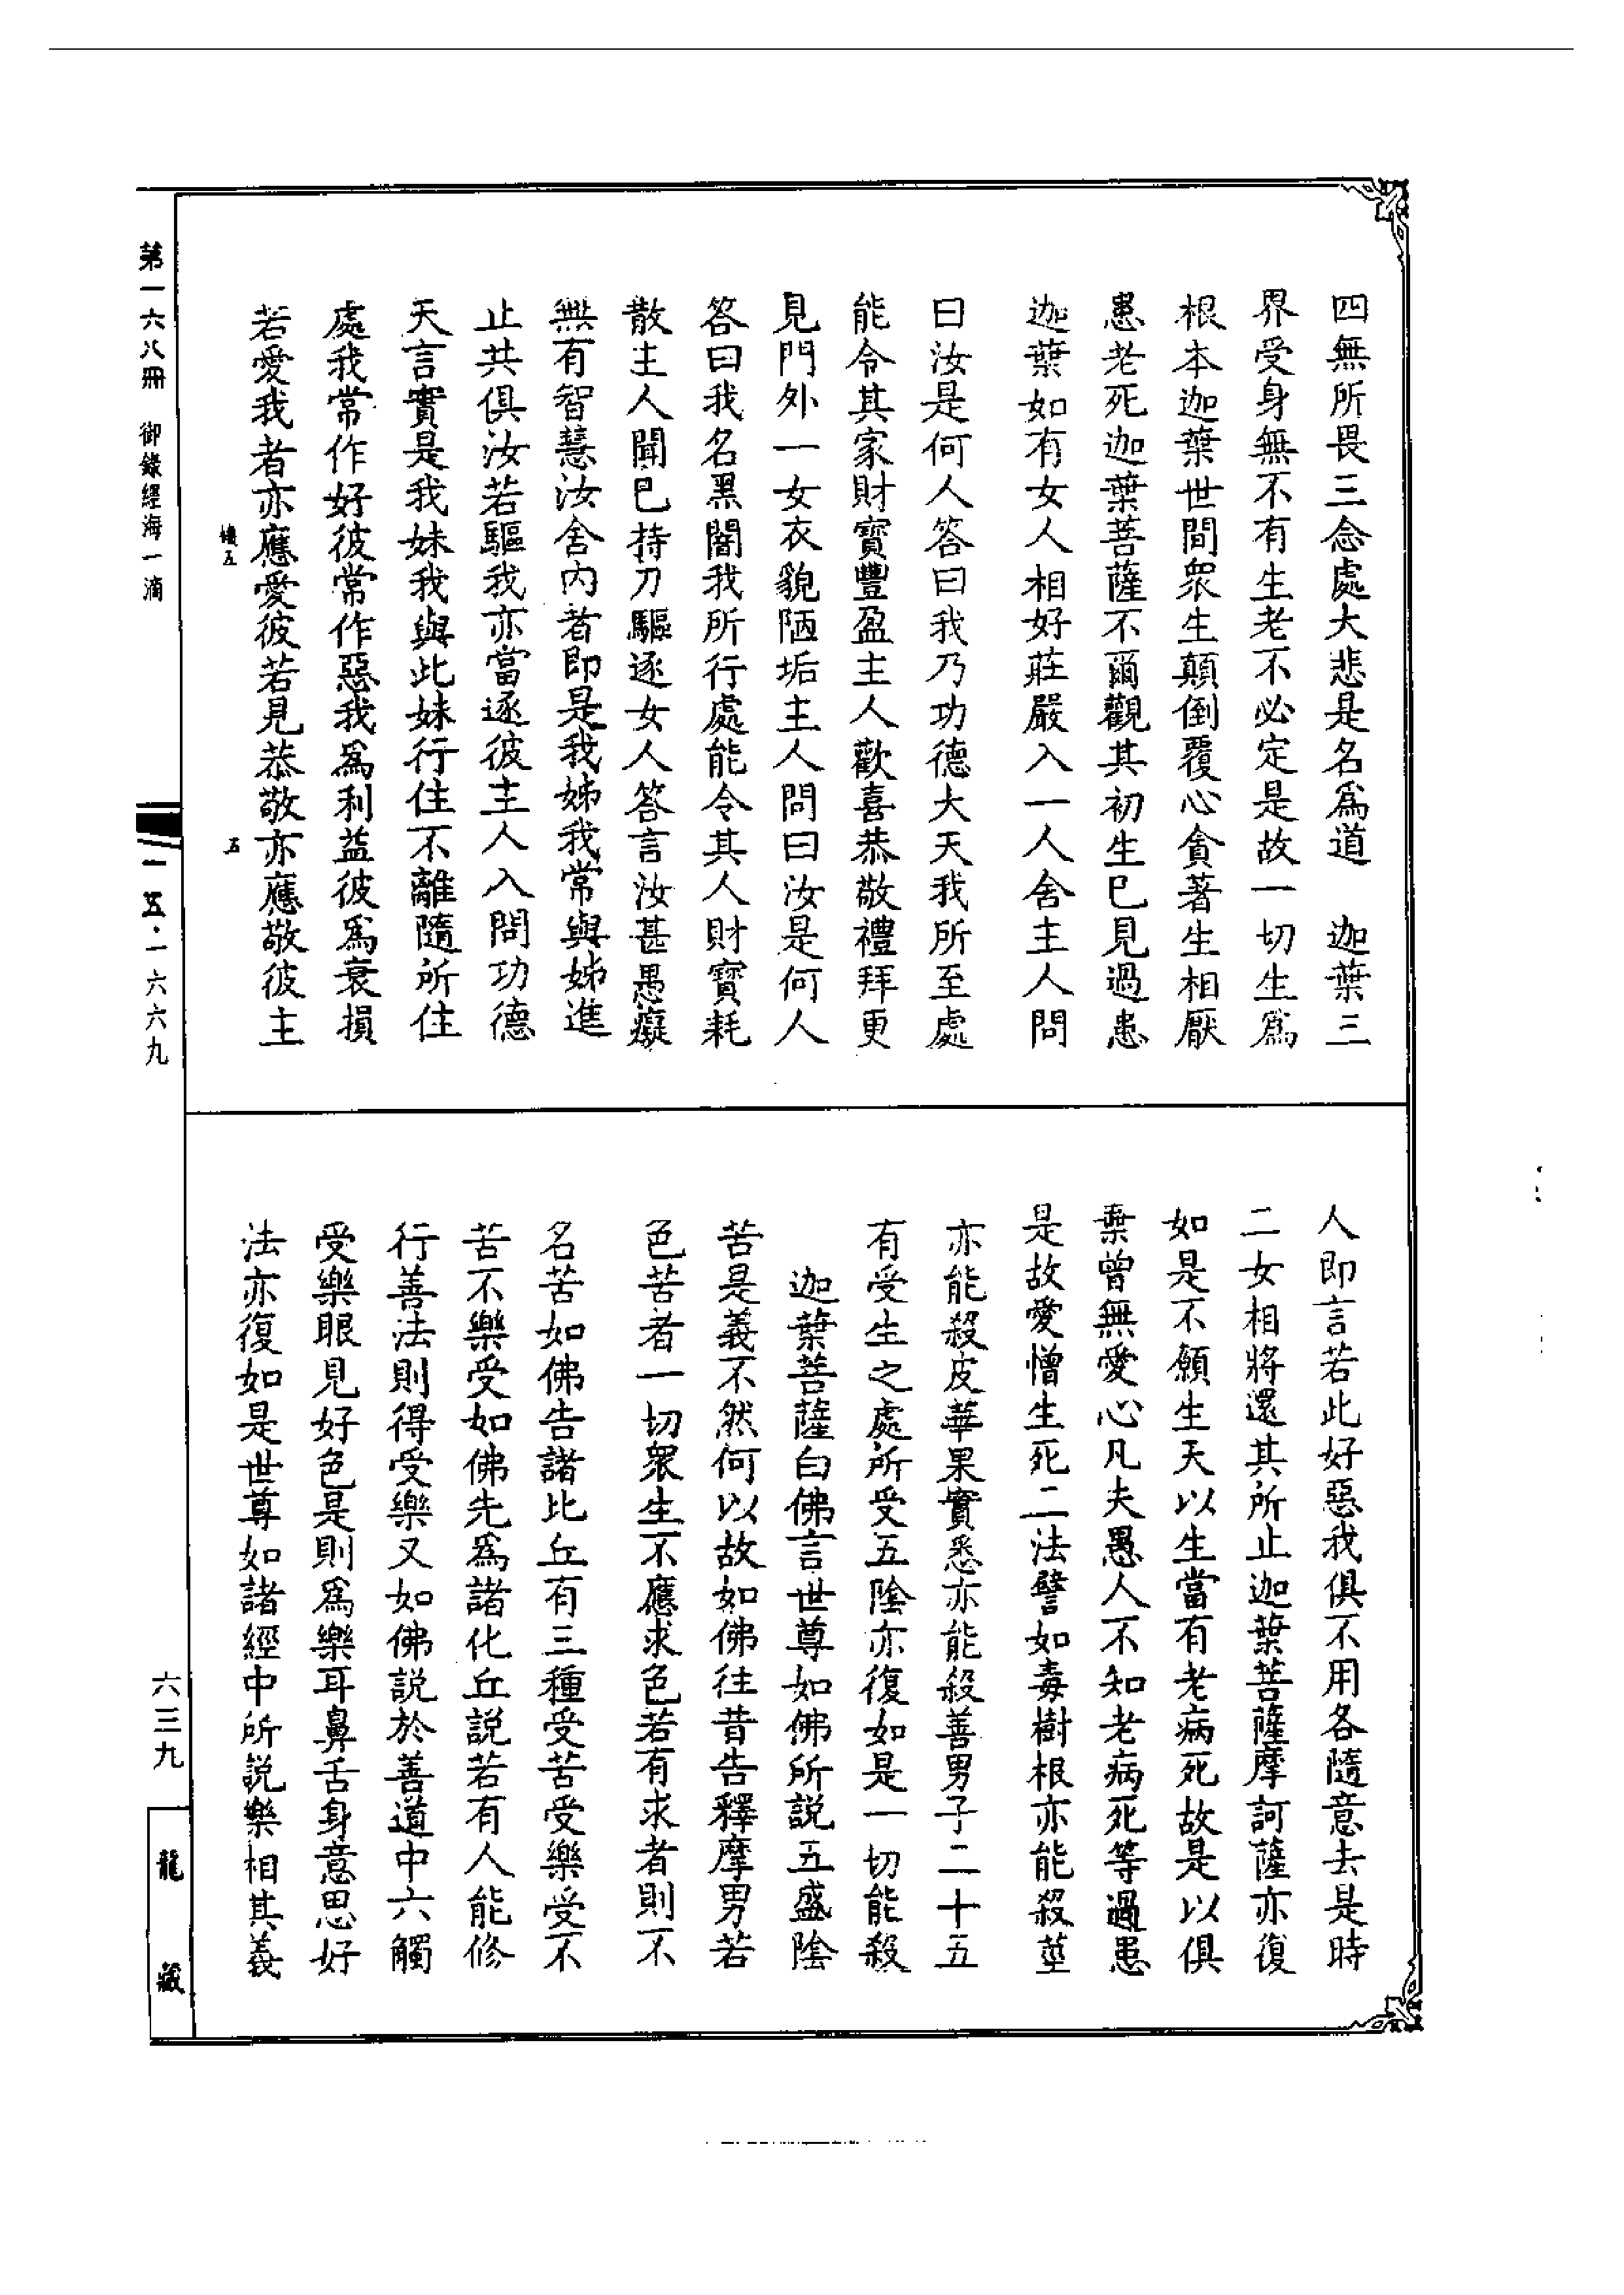 四無所畏三念處大悲是名爲道　迦葉三
界受身無不有生老不必定是故一切生爲
根本迦葉世間眾生顛倒覆心貪著生相厭
患老死迦葉菩薩不爾觀其初生已見過患
迦葉如有女人相好莊嚴入一人舍主人問
曰汝是何人答曰我乃功德大天我所至處
能令其家財寶豐盈主人歡喜恭敬禮拜更
見門外一女衣貌陋垢主人問曰汝是何人
答曰我名黑闇我所行處能令其人財寶耗
散主人聞已持刀驅逐女人答言汝甚愚癡
無有智慧汝舍內者即是我姊我常與姊進
止共俱汝若驅我亦當逐彼主人入問功德
天言實是我妹我與此妹行住不離隨所住
處我常作好彼常作惡我爲利益彼爲衰損
若愛我者亦應愛彼若見恭敬亦應敬彼主
五
人即言若此好惡我俱不用各隨意去是時
二女相將還其所止迦葉菩薩摩訶薩亦復
如是不願生天以生當有老病死故是以俱
棄曾無愛心凡夫愚人不知老病死等過患
是故愛憎生死二法譬如毒樹根亦能殺莖
亦能殺皮華果實悉亦能殺善男子二十五
有受生之處所受五陰亦復如是一切能殺
迦葉菩薩白佛言世尊如佛所說五盛陰
苦是義不然何以故如佛往昔告釋摩男若
色苦者一切眾生不應求色若有求者則不
名苦如佛告諸比丘有三種受苦受樂受不
苦不樂受如佛先爲諸化丘説若有人能修
行善法則得受樂又如佛説於善道中六觸
受樂眼見好色是則爲樂耳鼻舌身意思好
法亦復如是世尊如諸經中所説樂相其義
第一六八冊　御錄經海一滴
一五·一六六九
六三九
龍藏